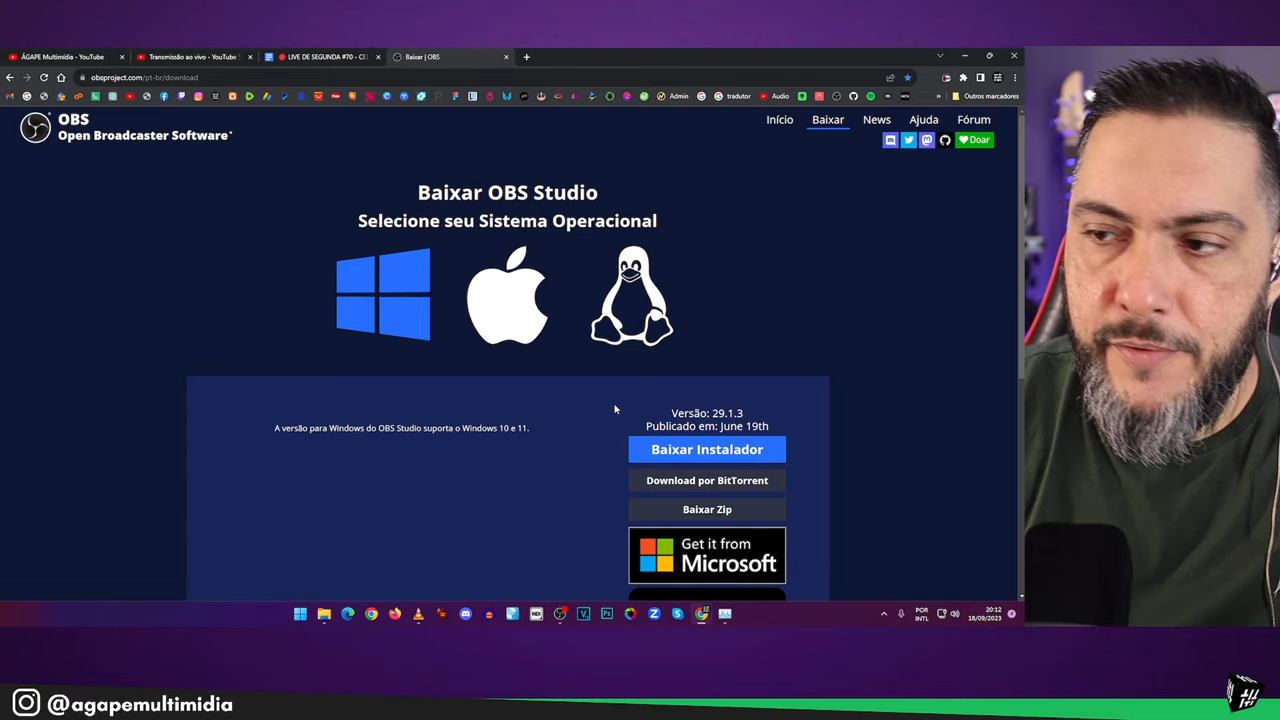 ÁGAPE Multimídia - YouTube
Transmissão ao vivo - YouTube
LIVE DE SEGUNDA #70 - CE
Baixar | OBS
obsproject.com/pt-br/download
Admin
tradutor
Audio
Outros marcadores
OBS
Open Broadcaster Software
Início
Baixar
News
Ajuda
Fórum
Doar
Baixar OBS Studio
Selecione seu Sistema Operacional
A versão para Windows do OBS Studio suporta o Windows 10 e 11.
Versão: 29.1.3
Publicado em: June 19th
Baixar Instalador
Download por BitTorrent
Baixar Zip
Get it from
Microsoft
POR
INTL
20:12
18/09/2023
@agapemultimidia